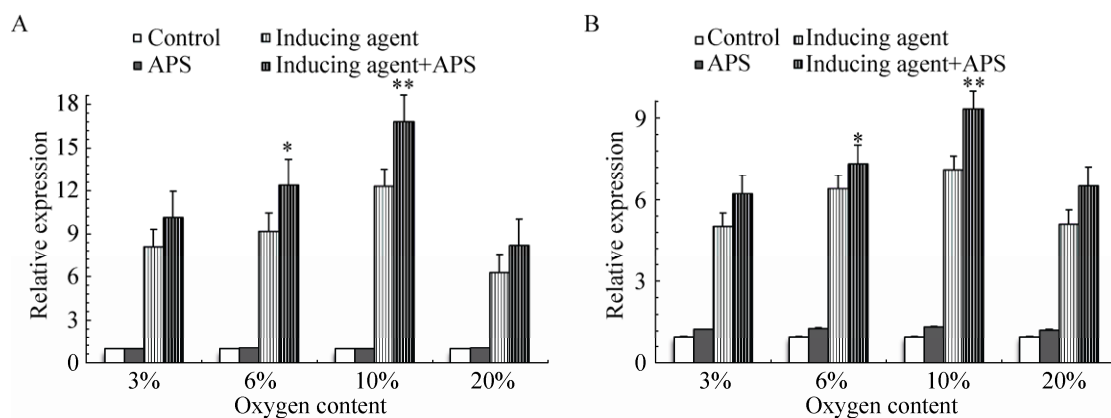 A
Control
Inducing agent
APS
Inducing agent+APS
**
*
18
15
12
9
6
3
0
Relative expression
3%
6%
10%
20%
Oxygen content
B
Control
Inducing agent
APS
Inducing agent+APS
**
*
9
6
3
0
Relative expression
3%
6%
10%
20%
Oxygen content